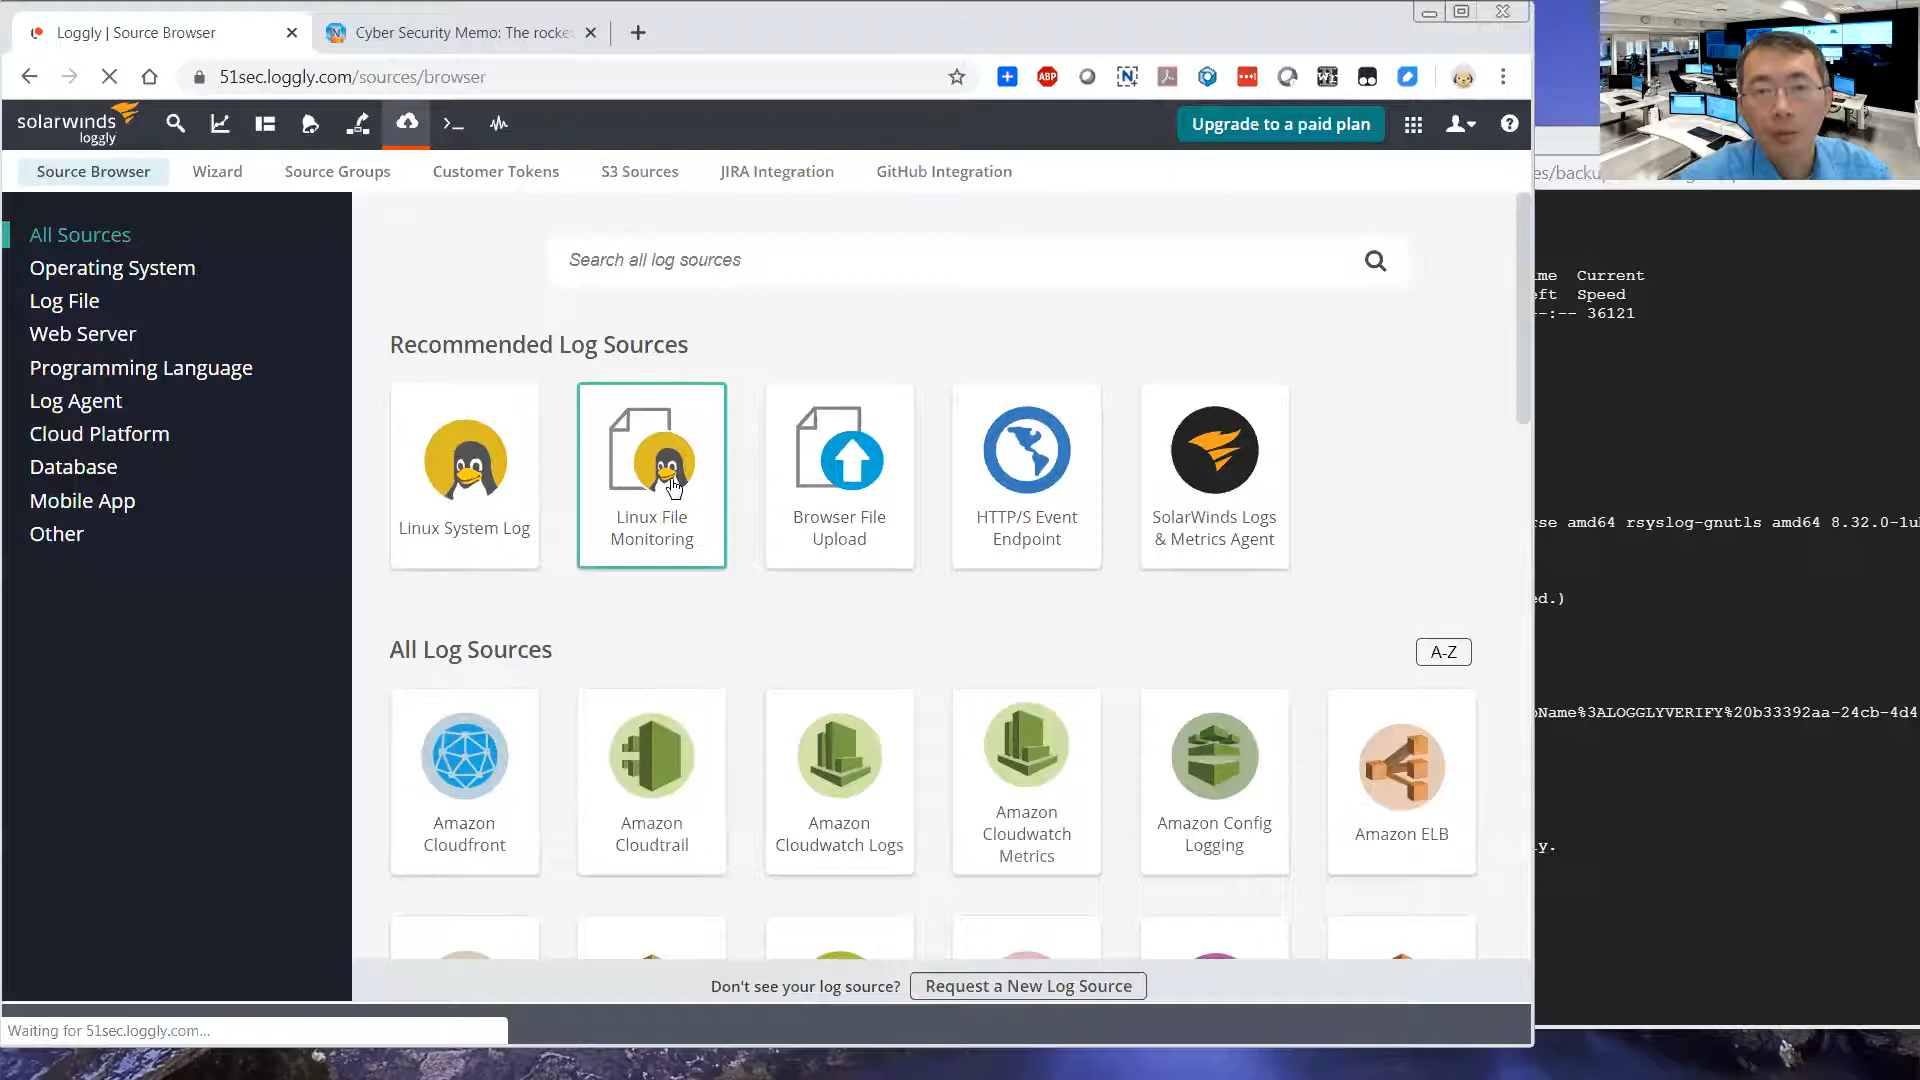 Loggly | Source Browser
Cyber Security Memo: The rocke
51sec.loggly.com/sources/browser
ABP
solarwinds
loggly
Upgrade to a paid plan
Source Browser
Wizard
Source Groups
Customer Tokens
S3 Sources
JIRA Integration
GitHub Integration
All Sources
Operating System
Log File
Web Server
Programming Language
Log Agent
Cloud Platform
Database
Mobile App
Other
Search all log sources
Recommended Log Sources
Linux System Log
Linux File
Monitoring
Browser File
Upload
HTTP/S Event
Endpoint
SolarWinds Logs
& Metrics Agent
All Log Sources
A-Z
Amazon
Cloudfront
Amazon
Cloudtrail
Amazon
Cloudwatch Logs
Amazon
Cloudwatch
Metrics
Amazon Config
Logging
Amazon ELB
Don't see your log source?
Request a New Log Source
Waiting for 51sec.loggly.com...
es/backu
me Current
eft Speed
--:-- 36121
rse amd64 rsyslog-gnutls amd64 8.32.0-1u
ed.)
oName%3ALOGGLYVERIFY%20b33392aa-24cb-4d4
y.